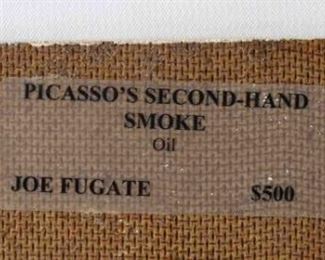 PICASSO'S SECOND-HAND
SMOKE
Oil
JOE FUGATE $500